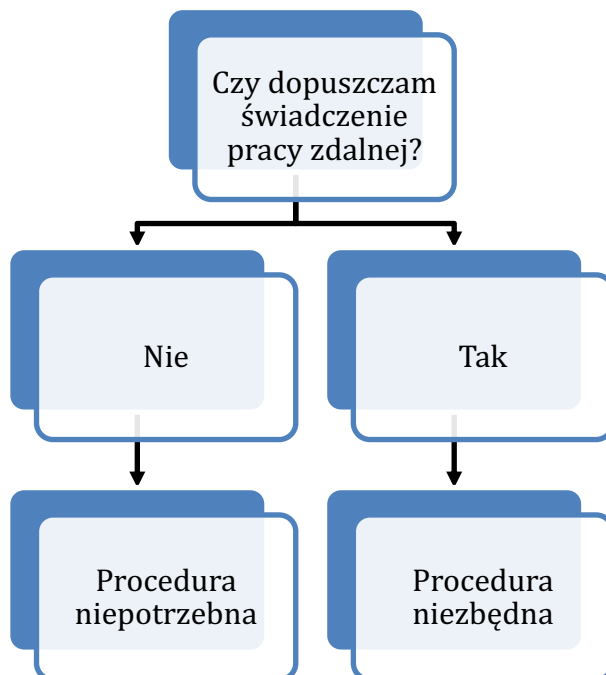 Czy dopuszczam
świadczenie
pracy zdalnej?
Nie
Tak
Procedura
niepotrzebna
Procedura
niezbędna